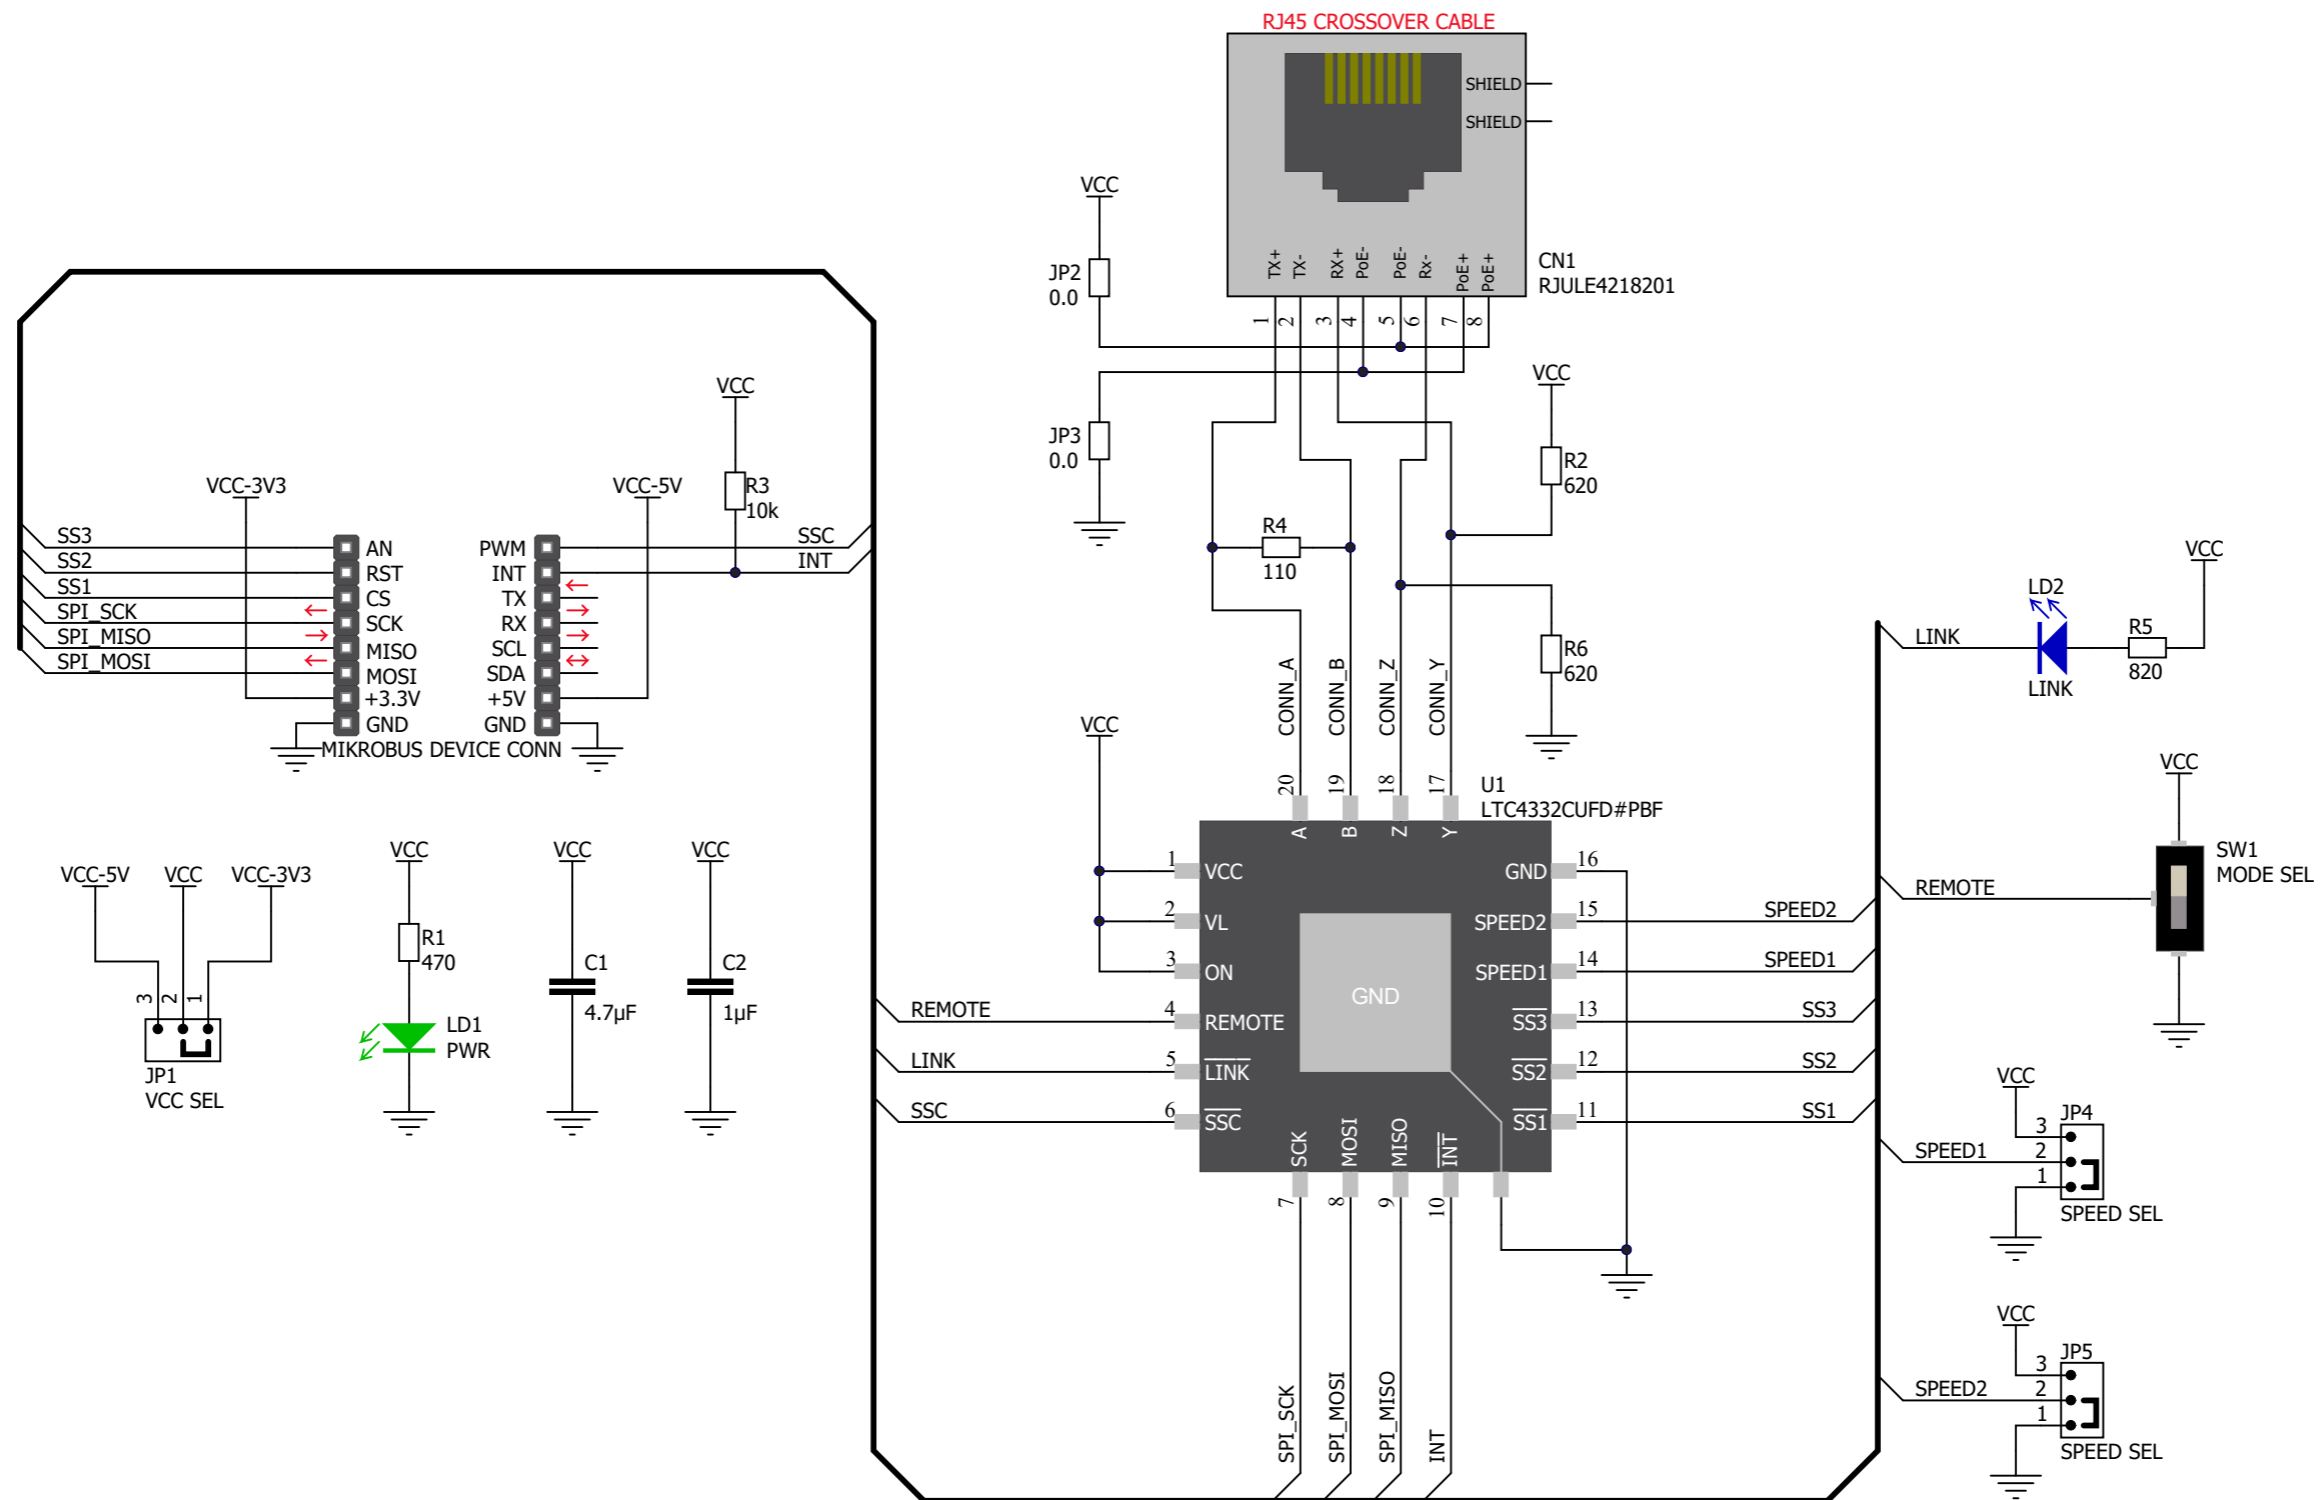 RJ45 CROSSOVER CABLE
SHIELD
SHIELD
TX+ TX- RX+ PoE- PoE- Rx- PoE+ PoE+
1 2 3 4 5 6 7 8
CN1
RJULE4218201
VCC
JP2
0.0
JP3
0.0
VCC
R2
620
R4
110
R6
620
CONN_A CONN_B CONN_Z CONN_Y
VCC
R3
10k
VCC-3V3
VCC-5V
SS3
SS2
SS1
SPI_SCK
SPI_MISO
SPI_MOSI
AN
RST
CS
SCK
MISO
MOSI
+3.3V
GND
PWM
INT
TX
RX
SCL
SDA
+5V
GND
SSC
INT
MIKROBUS DEVICE CONN
VCC-5V VCC VCC-3V3
3 2 1
JP1
VCC SEL
VCC
R1
470
LD1
PWR
VCC
C1
4.7µF
VCC
C2
1µF
VCC
U1
LTC4332CUFD#PBF
20 19 18 17
A B Z Y
1 VCC
2 VL
3 ON
REMOTE 4 REMOTE
LINK 5 LINK
SSC 6 SSC
GND
GND 16
SPEED2 15 SPEED2
SPEED1 14 SPEED1
SS3 13 SS3
SS2 12 SS2
SS1 11 SS1
SCK MOSI MISO INT
7 8 9 10
SPI_SCK SPI_MOSI SPI_MISO INT
VCC
LD2
LINK
LINK
R5
820
VCC
SW1
MODE SEL
REMOTE
VCC
JP4
3
2
1
SPEED1
SPEED SEL
VCC
JP5
3
2
1
SPEED2
SPEED SEL